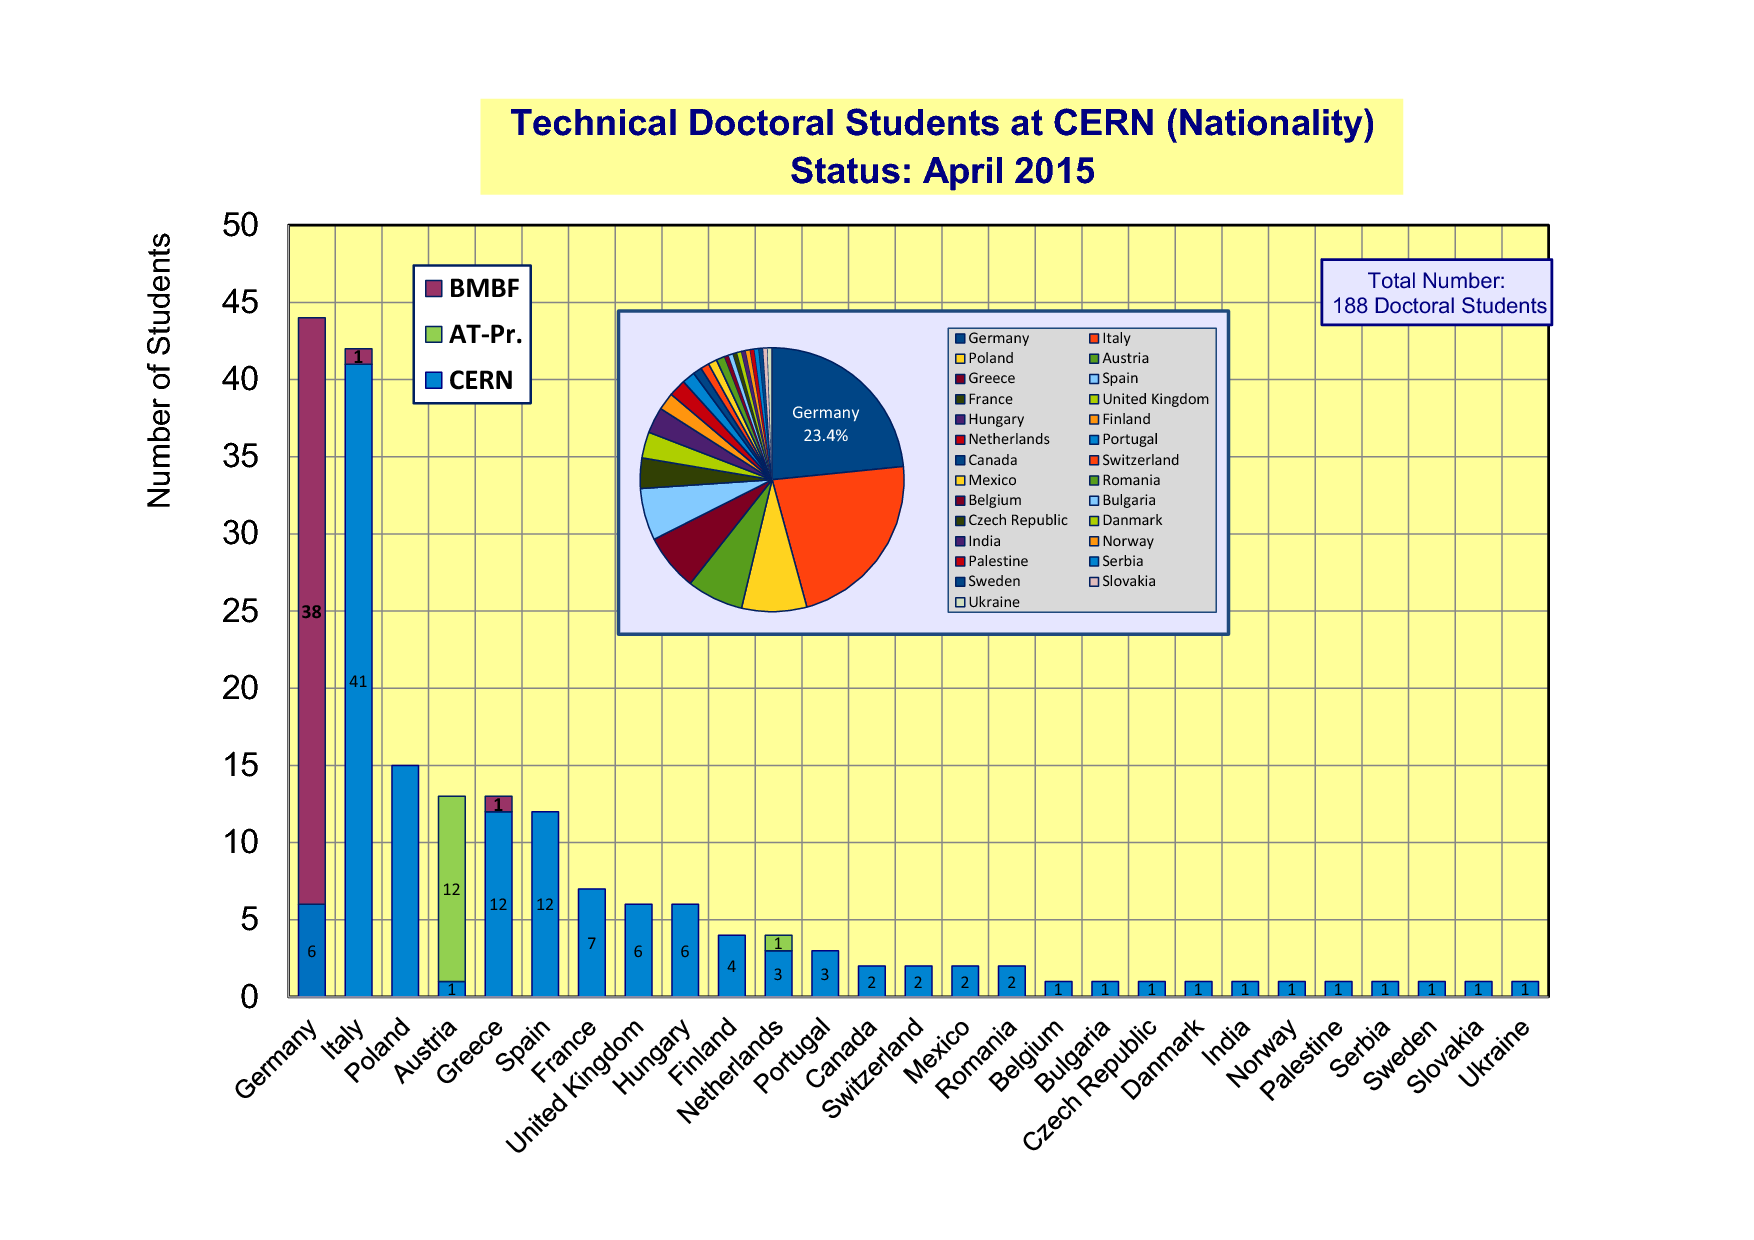 Technical Doctoral Students at CERN (Nationality)
Status: April 2015
Number of Students
50
45
40
35
30
25
20
15
10
5
0
BMBF
AT-Pr.
CERN
Total Number:
188 Doctoral Students
Germany
23.4%
Germany Italy
Poland Austria
Greece Spain
France United Kingdom
Hungary Finland
Netherlands Portugal
Canada Switzerland
Mexico Romania
Belgium Bulgaria
Czech Republic Danmark
India Norway
Palestine Serbia
Sweden Slovakia
Ukraine
38
6
1
41
12
1
1
12
12
7
6
6
4
1
3
3
2
2
2
2
1
1
1
1
1
1
1
1
1
1
1
Germany
Italy
Poland
Austria
Greece
Spain
France
United Kingdom
Hungary
Finland
Netherlands
Portugal
Canada
Switzerland
Mexico
Romania
Belgium
Bulgaria
Czech Republic
Danmark
India
Norway
Palestine
Serbia
Sweden
Slovakia
Ukraine